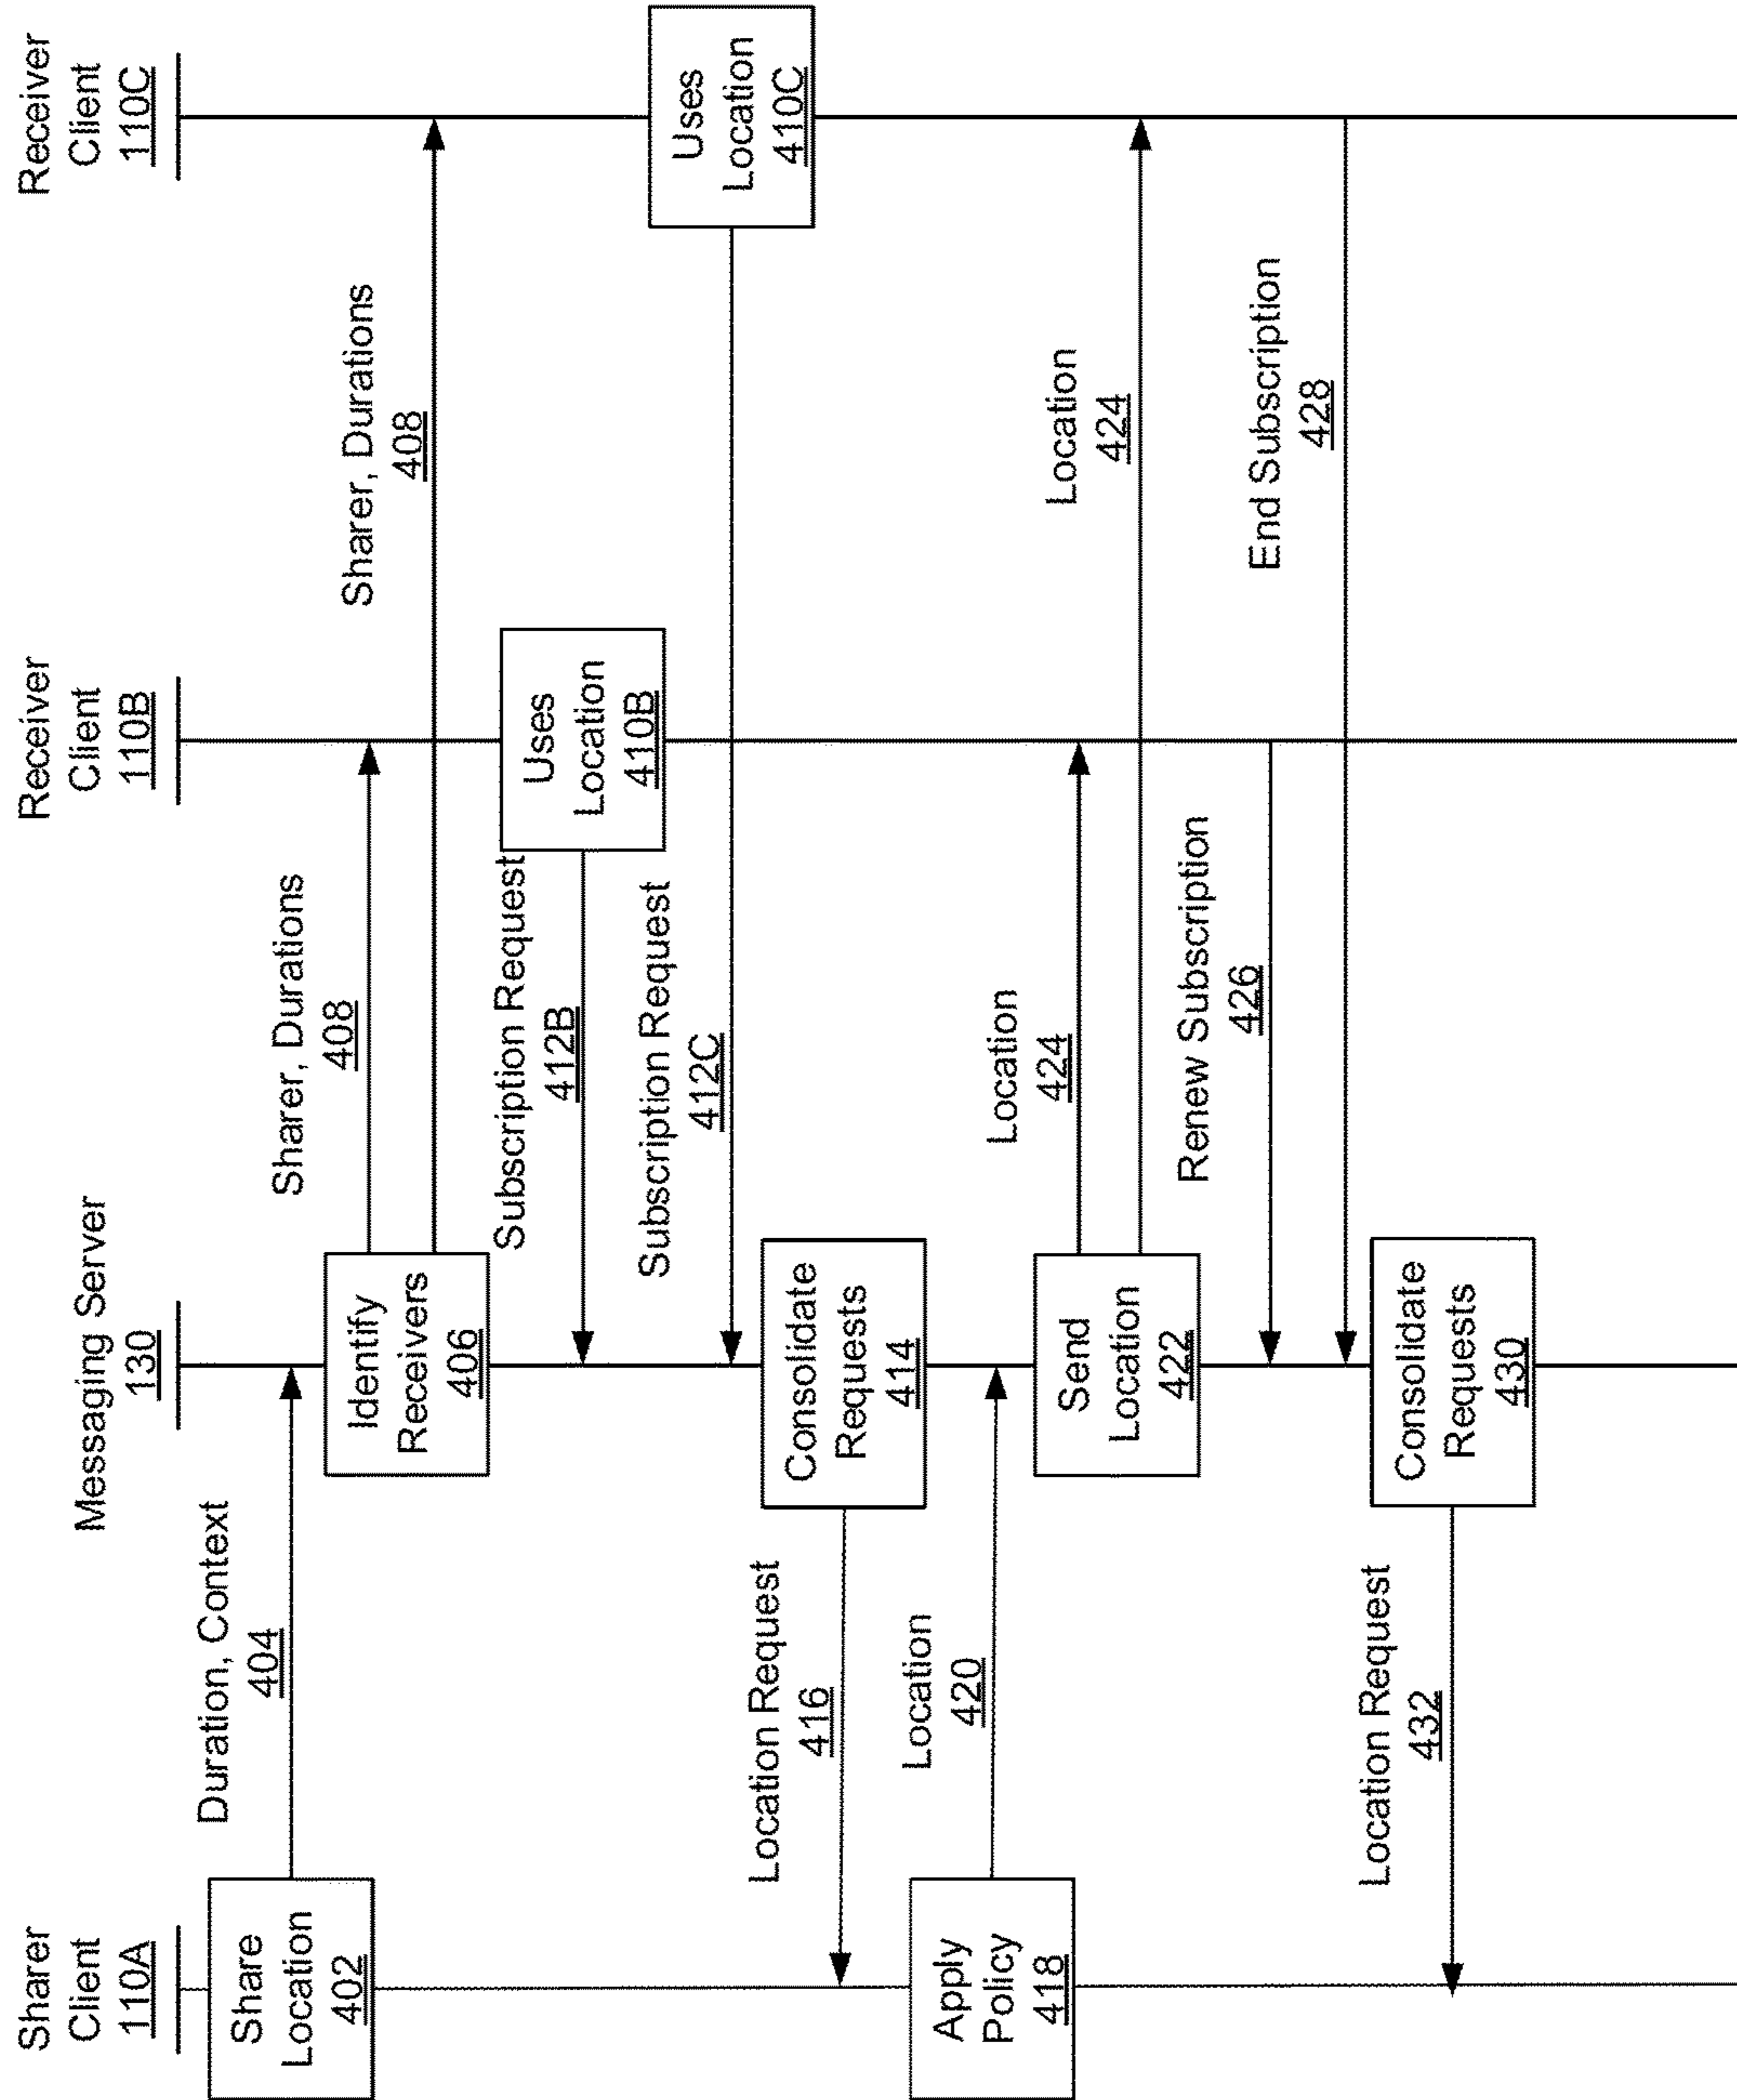 Sharer
Client
110A
Messaging Server
130
Receiver
Client
110B
Receiver
Client
110C
Share
Location
402
Duration, Context
404
Identify
Receivers
406
Sharer, Durations
408
Sharer, Durations
408
Uses
Location
410B
Subscription Request
412B
Uses
Location
410C
Subscription Request
412C
Consolidate
Requests
414
Location Request
416
Apply
Policy
418
Location
420
Send
Location
422
Location
424
Location
424
Renew Subscription
426
End Subscription
428
Consolidate
Requests
430
Location Request
432